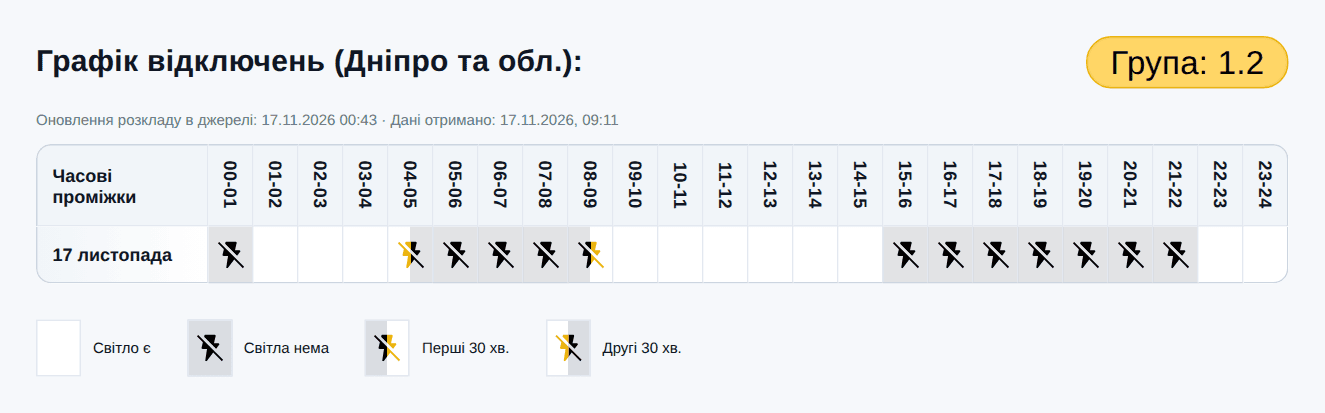 Графік відключень (Дніпро та обл.):
Група: 1.2
Оновлення розкладу в джерелі: 17.11.2026 00:43 · Дані отримано: 17.11.2026, 09:11
Часові
проміжки
00-01
01-02
02-03
03-04
04-05
05-06
06-07
07-08
08-09
09-10
10-11
11-12
12-13
13-14
14-15
15-16
16-17
17-18
18-19
19-20
20-21
21-22
22-23
23-24
17 листопада
Світло є
Світла нема
Перші 30 хв.
Другі 30 хв.